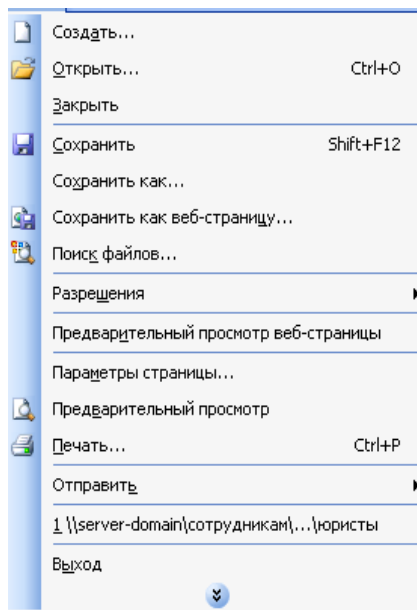 Создать...
Открыть... Ctrl+O
Закрыть
Сохранить Shift+F12
Сохранить как...
Сохранить как веб-страницу...
Поиск файлов...
Разрешения
Предварительный просмотр веб-страницы
Параметры страницы...
Предварительный просмотр
Печать... Ctrl+P
Отправить
1 \\server-domain\сотрудникам\...\юристы
Выход